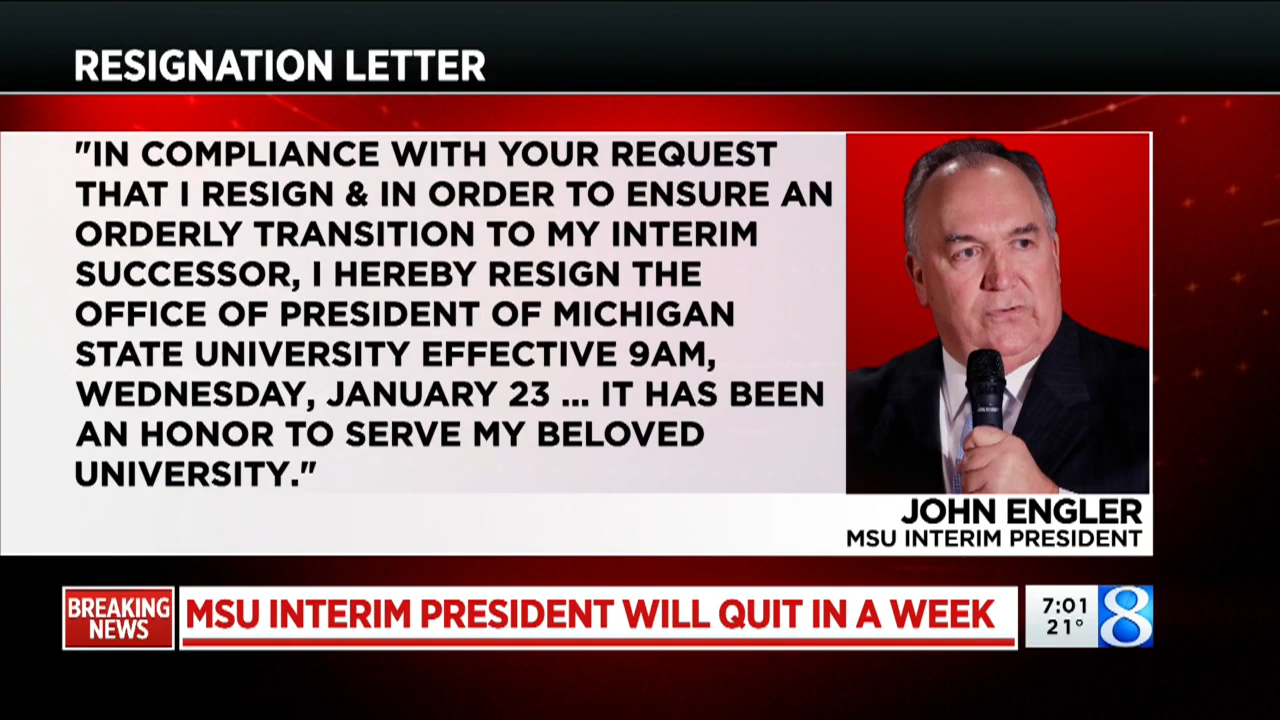 RESIGNATION LETTER
"IN COMPLIANCE WITH YOUR REQUEST
THAT I RESIGN & IN ORDER TO ENSURE AN
ORDERLY TRANSITION TO MY INTERIM
SUCCESSOR, I HEREBY RESIGN THE
OFFICE OF PRESIDENT OF MICHIGAN
STATE UNIVERSITY EFFECTIVE 9AM,
WEDNESDAY, JANUARY 23 ... IT HAS BEEN
AN HONOR TO SERVE MY BELOVED
UNIVERSITY."
JOHN ENGLER
MSU INTERIM PRESIDENT
BREAKING
NEWS
MSU INTERIM PRESIDENT WILL QUIT IN A WEEK
7:01
21°
8